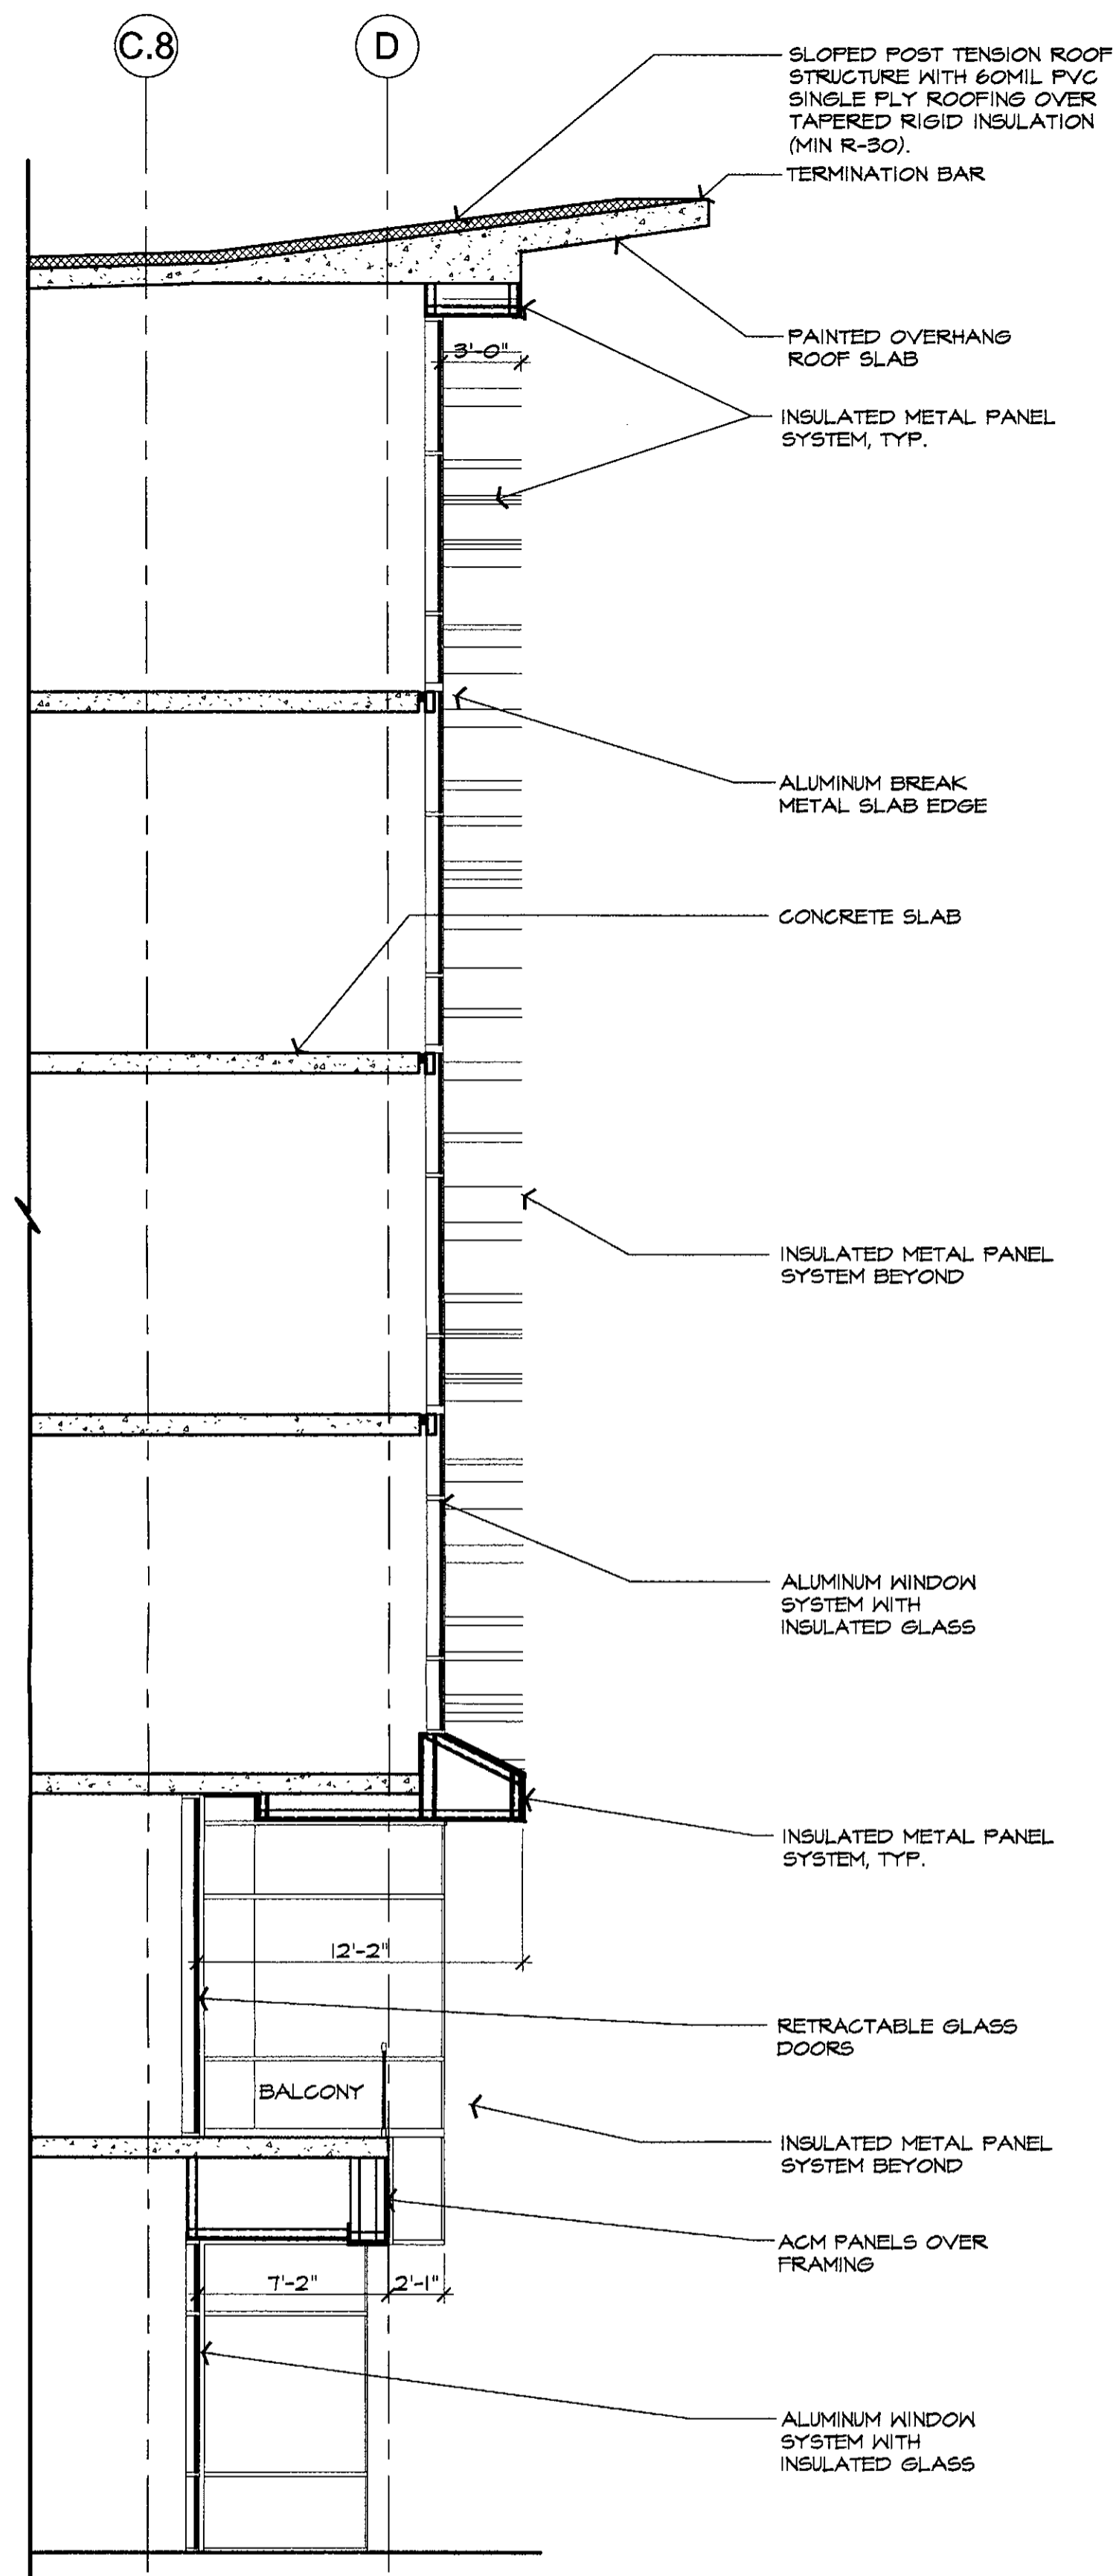 C.8
D
SLOPED POST TENSION ROOF
STRUCTURE WITH 60MIL PVC
SINGLE PLY ROOFING OVER
TAPERED RIGID INSULATION
(MIN R-30).
TERMINATION BAR
PAINTED OVERHANG
ROOF SLAB
3'-0"
INSULATED METAL PANEL
SYSTEM, TYP.
ALUMINUM BREAK
METAL SLAB EDGE
CONCRETE SLAB
INSULATED METAL PANEL
SYSTEM BEYOND
ALUMINUM WINDOW
SYSTEM WITH
INSULATED GLASS
INSULATED METAL PANEL
SYSTEM, TYP.
12'-2"
RETRACTABLE GLASS
DOORS
BALCONY
INSULATED METAL PANEL
SYSTEM BEYOND
ACM PANELS OVER
FRAMING
7'-2"
2'-1"
ALUMINUM WINDOW
SYSTEM WITH
INSULATED GLASS